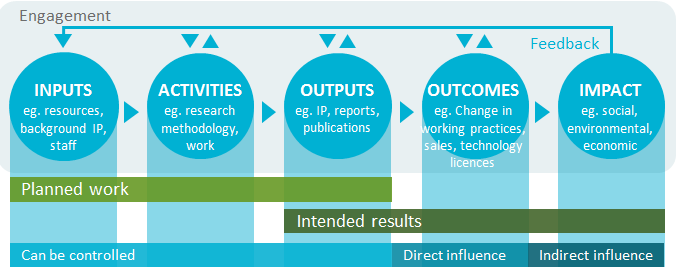 Engagement
Feedback
INPUTS
eg. resources,
background IP,
staff
ACTIVITIES
eg. research
methodology,
work
OUTPUTS
eg. IP, reports,
publications
OUTCOMES
eg. Change in
working practices,
sales, technology
licences
IMPACT
eg. social,
environmental,
economic
Planned work
Intended results
Can be controlled
Direct influence
Indirect influence